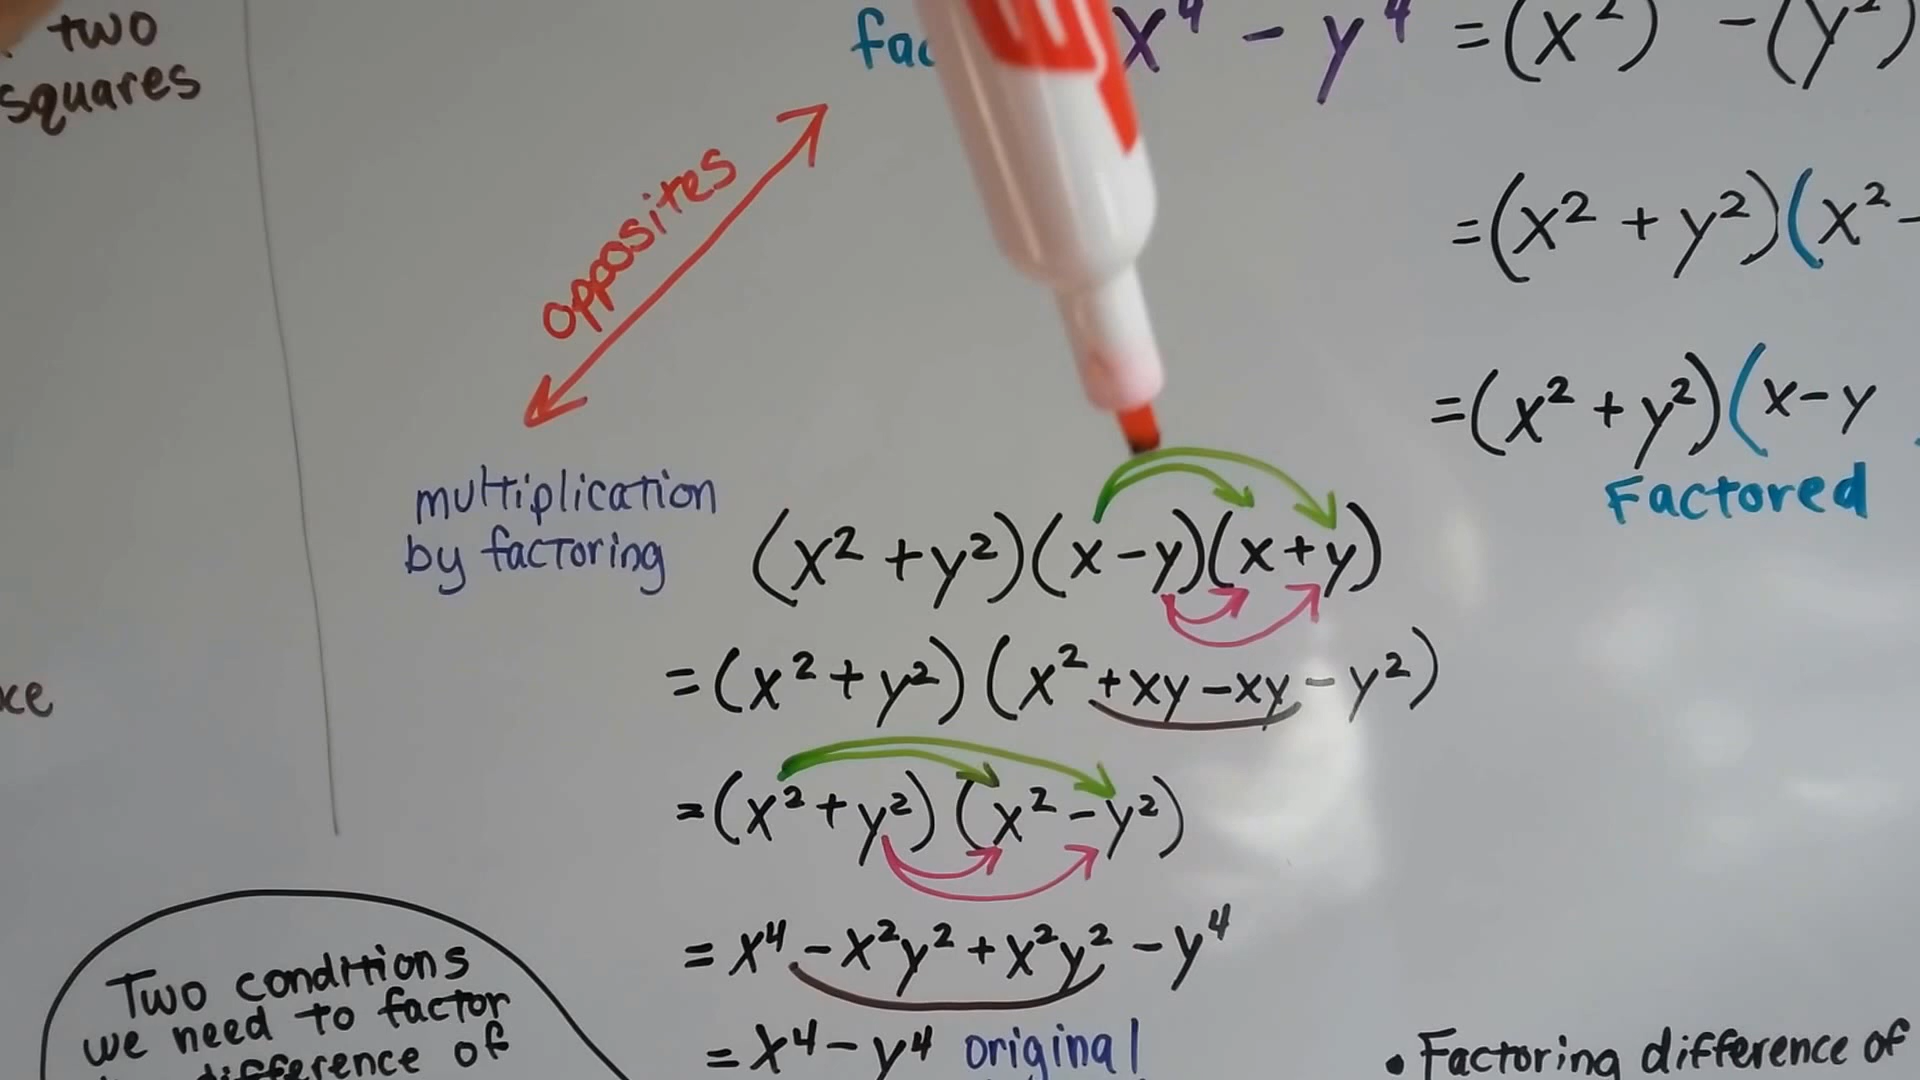 two
squares
x⁴ - y⁴ = (x²) - (y²
= (x² + y²)(x² -
= (x² + y²)(x - y
Factored
opposites
multiplication
by factoring
(x² + y²)(x - y)(x + y)
= (x² + y²)(x² + xy - xy - y²)
= (x² + y²)(x² - y²)
= x⁴ - x²y² + x²y² - y⁴
= x⁴ - y⁴ original
Two conditions
we need to factor
difference of
• Factoring difference of